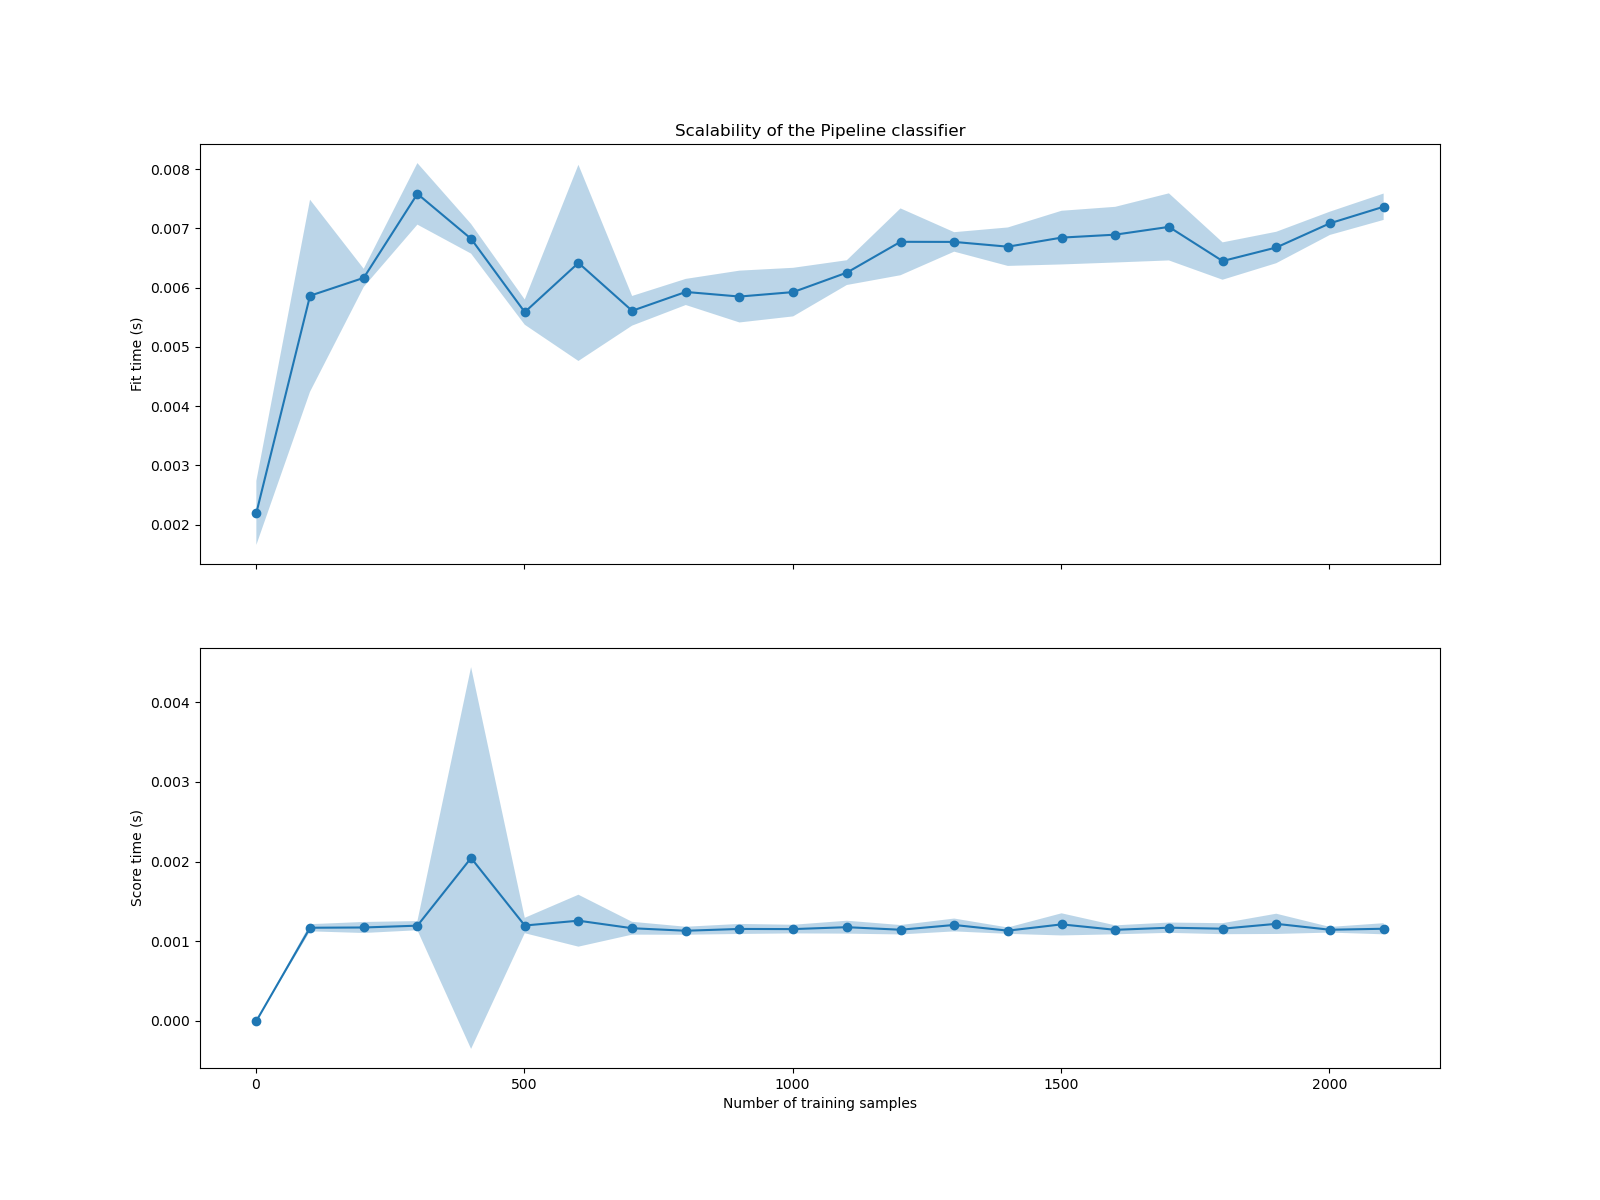 Scalability of the Pipeline classifier
0.008
0.007
0.006
0.005
0.004
0.003
0.002
Fit time (s)
0.004
0.003
0.002
0.001
0.000
Score time (s)
0 500 1000 1500 2000
Number of training samples